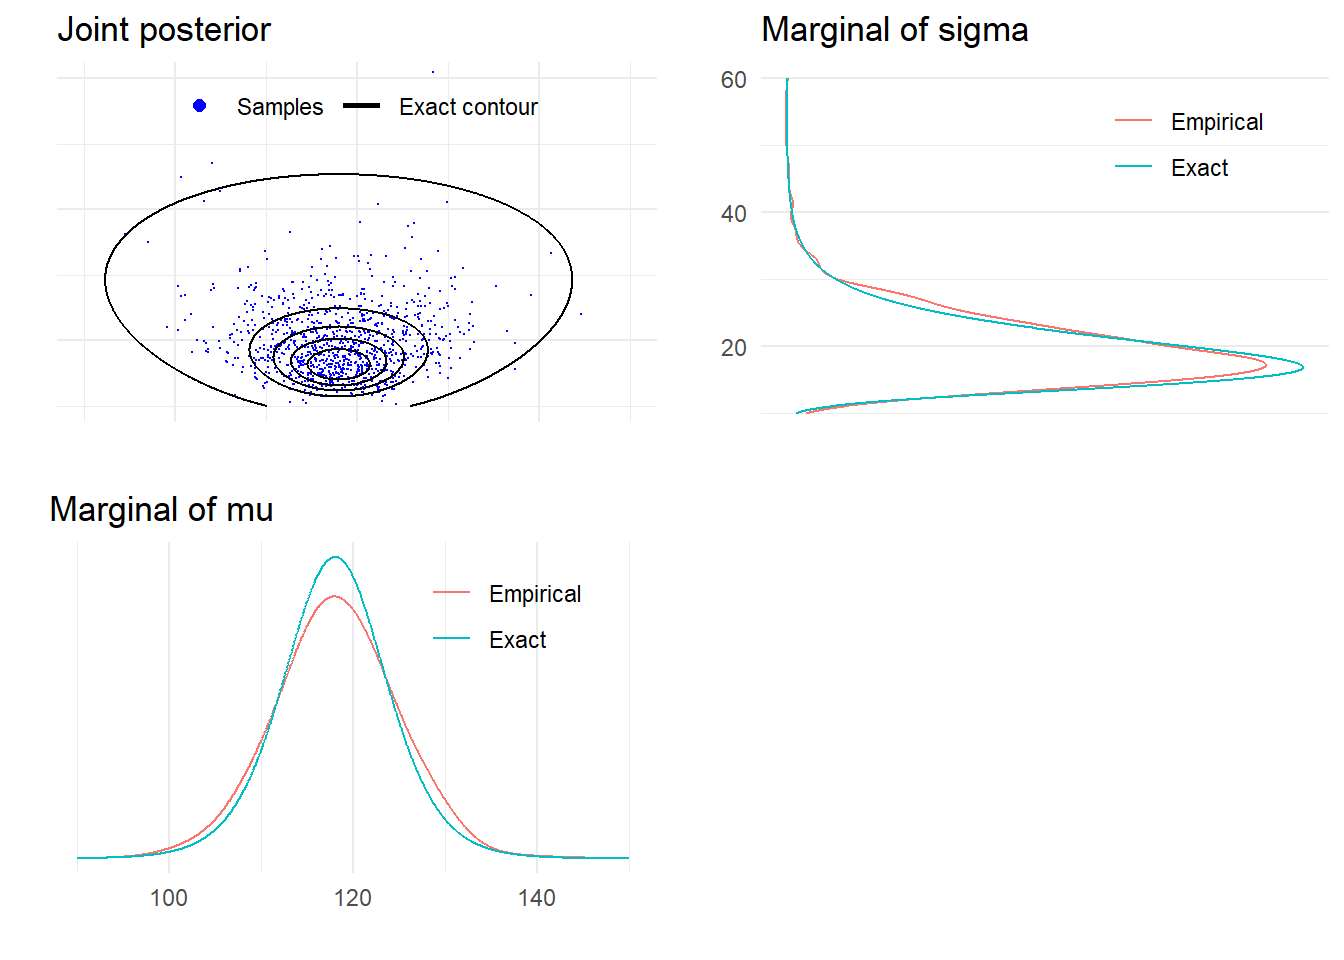 Joint posterior
Samples
Exact contour
Marginal of sigma
60
40
20
Empirical
Exact
Marginal of mu
Empirical
Exact
100
120
140